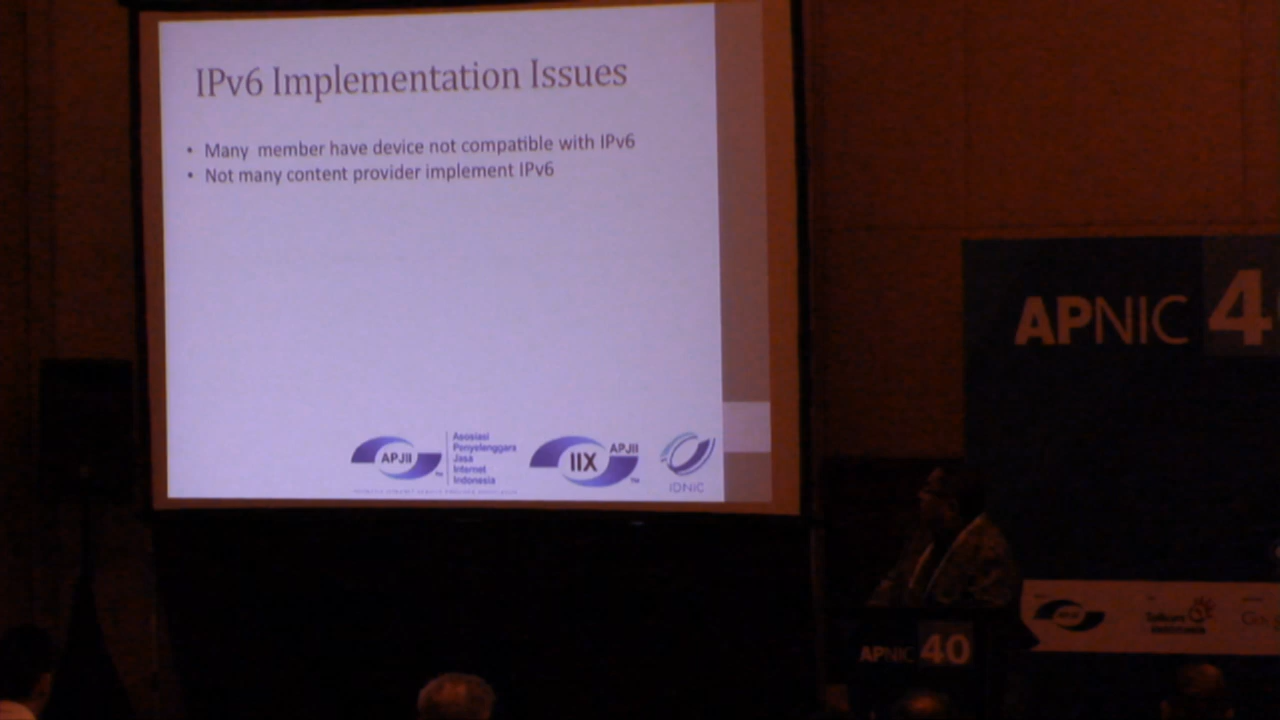 IPv6 Implementation Issues
• Many member have device not compatible with IPv6
• Not many content provider implement IPv6
APJII
Asosiasi
Penyelenggara
Jasa
Internet
Indonesia
IIX
APJII
IDNIC
APNIC 4
APNIC 40